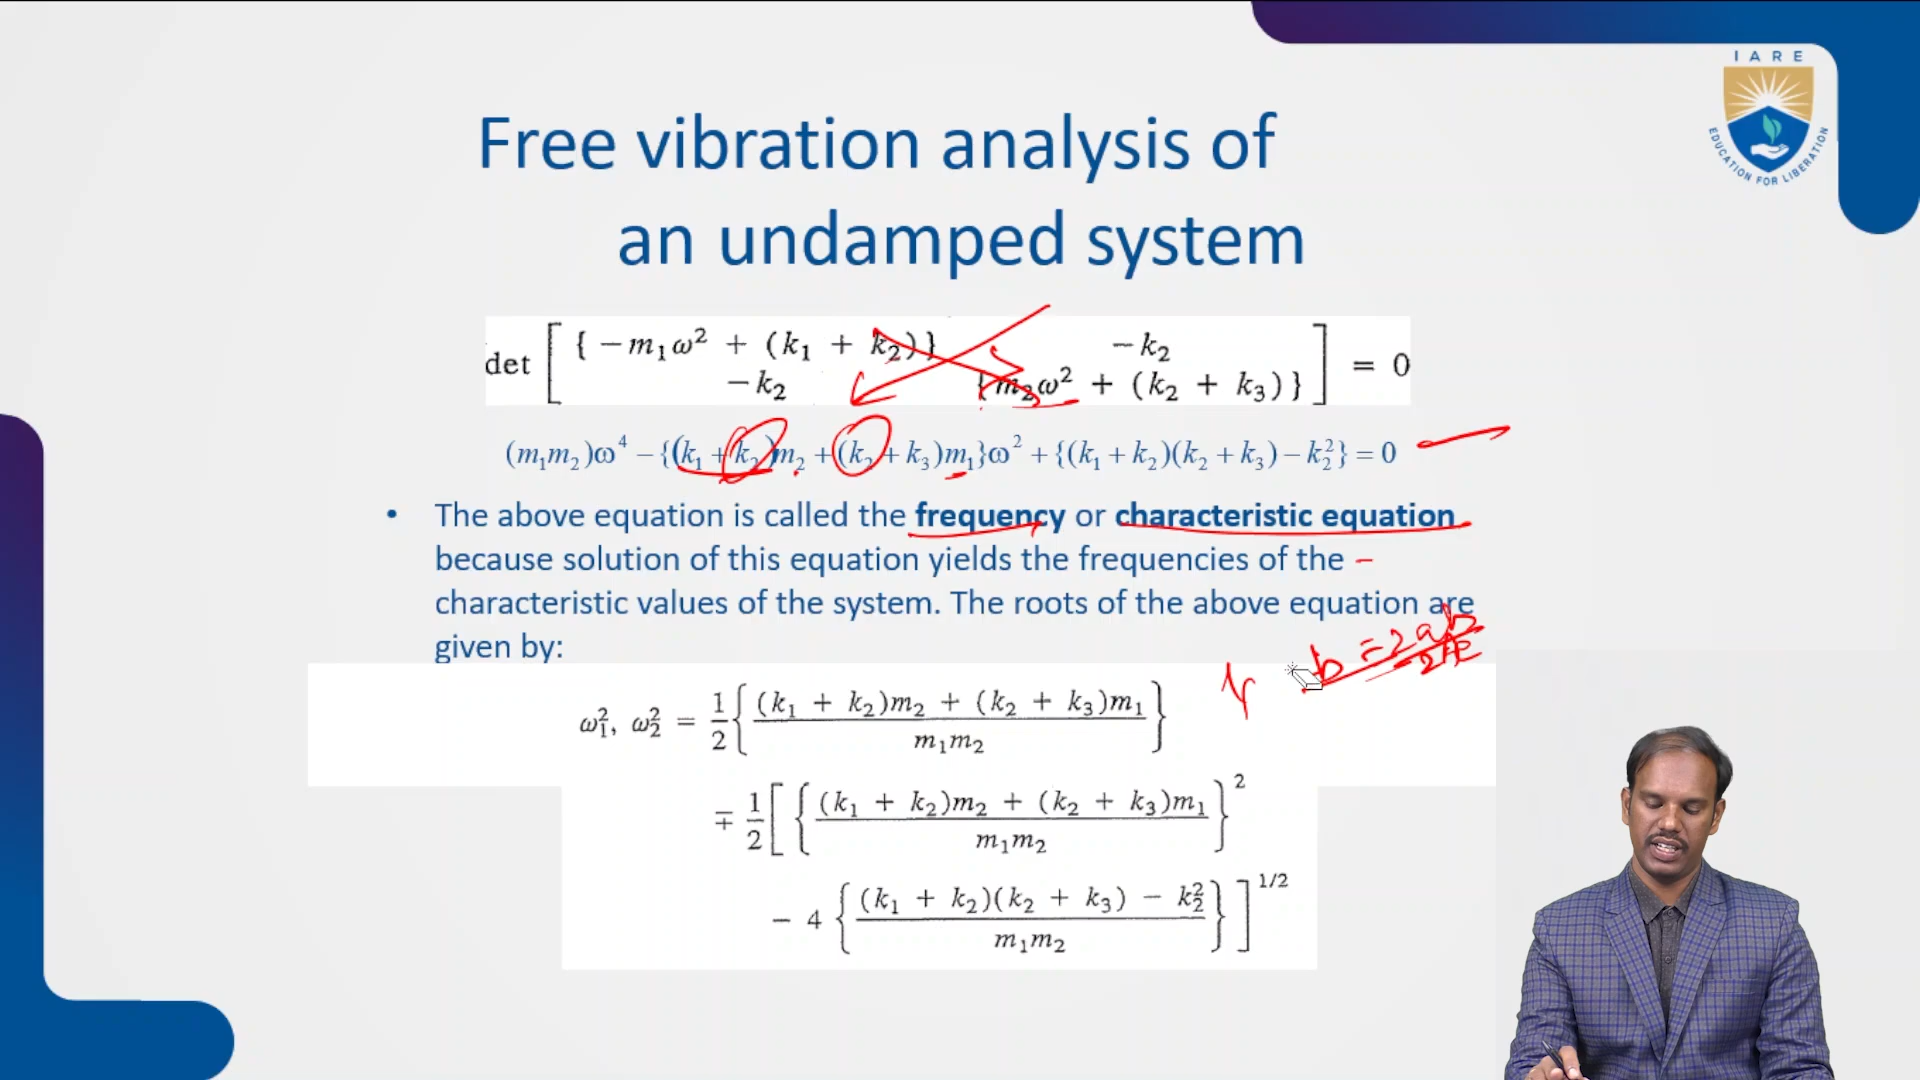 IARE
EDUCATION FOR LIBERATION
Free vibration analysis of
an undamped system
det [ {−m₁ω² + (k₁ + k₂)} −k₂
−k₂ {m₂ω² + (k₂ + k₃)} ] = 0
(m₁m₂)ω⁴ −{(k₁ + k₂)m₂ +(k₂ + k₃)m₁}ω² +{(k₁ + k₂)(k₂ + k₃) − k₂²} = 0
• The above equation is called the frequency or characteristic equation
because solution of this equation yields the frequencies of the
characteristic values of the system. The roots of the above equation are
given by:
ω₁², ω₂² = 1/2 { ((k₁ + k₂)m₂ + (k₂ + k₃)m₁) / (m₁m₂) }
∓ 1/2 [ { ((k₁ + k₂)m₂ + (k₂ + k₃)m₁) / (m₁m₂) }²
− 4 { ((k₁ + k₂)(k₂ + k₃) − k₂²) / (m₁m₂) } ]^1/2